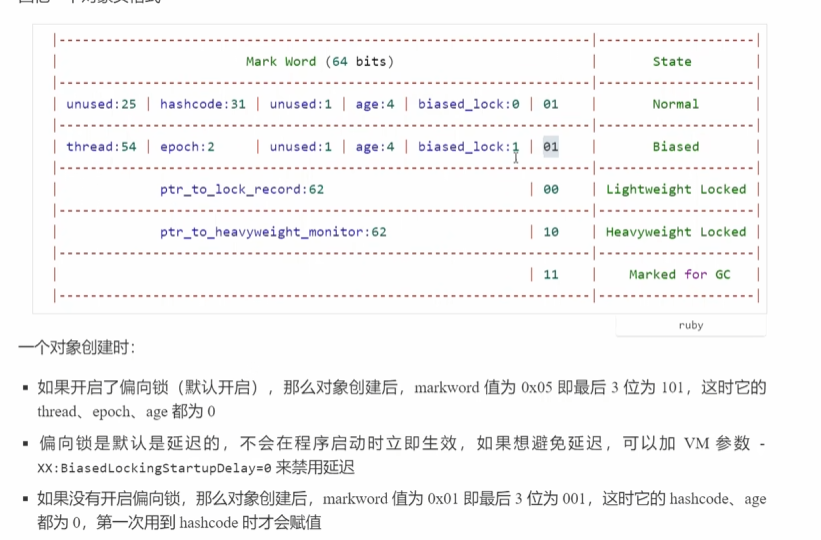 |--------------------------------------------------------------|--------------------|
| Mark Word (64 bits) | State |
|--------------------------------------------------------------|--------------------|
| unused:25 | hashcode:31 | unused:1 | age:4 | biased_lock:0 | 01 | Normal |
|--------------------------------------------------------------|--------------------|
| thread:54 | epoch:2 | unused:1 | age:4 | biased_lock:1 | 01 | Biased |
|--------------------------------------------------------------|--------------------|
| ptr_to_lock_record:62 | 00 | Lightweight Locked |
|--------------------------------------------------------------|--------------------|
| ptr_to_heavyweight_monitor:62 | 10 | Heavyweight Locked |
|--------------------------------------------------------------|--------------------|
| | 11 | Marked for GC |
|--------------------------------------------------------------|--------------------|
ruby
一个对象创建时：
▪ 如果开启了偏向锁（默认开启），那么对象创建后，markword 值为 0x05 即最后 3 位为 101，这时它的
thread、epoch、age 都为 0
▪ 偏向锁是默认是延迟的，不会在程序启动时立即生效，如果想避免延迟，可以加 VM 参数 -
XX:BiasedLockingStartupDelay=0 来禁用延迟
▪ 如果没有开启偏向锁，那么对象创建后，markword 值为 0x01 即最后 3 位为 001，这时它的 hashcode、age
都为 0，第一次用到 hashcode 时才会赋值